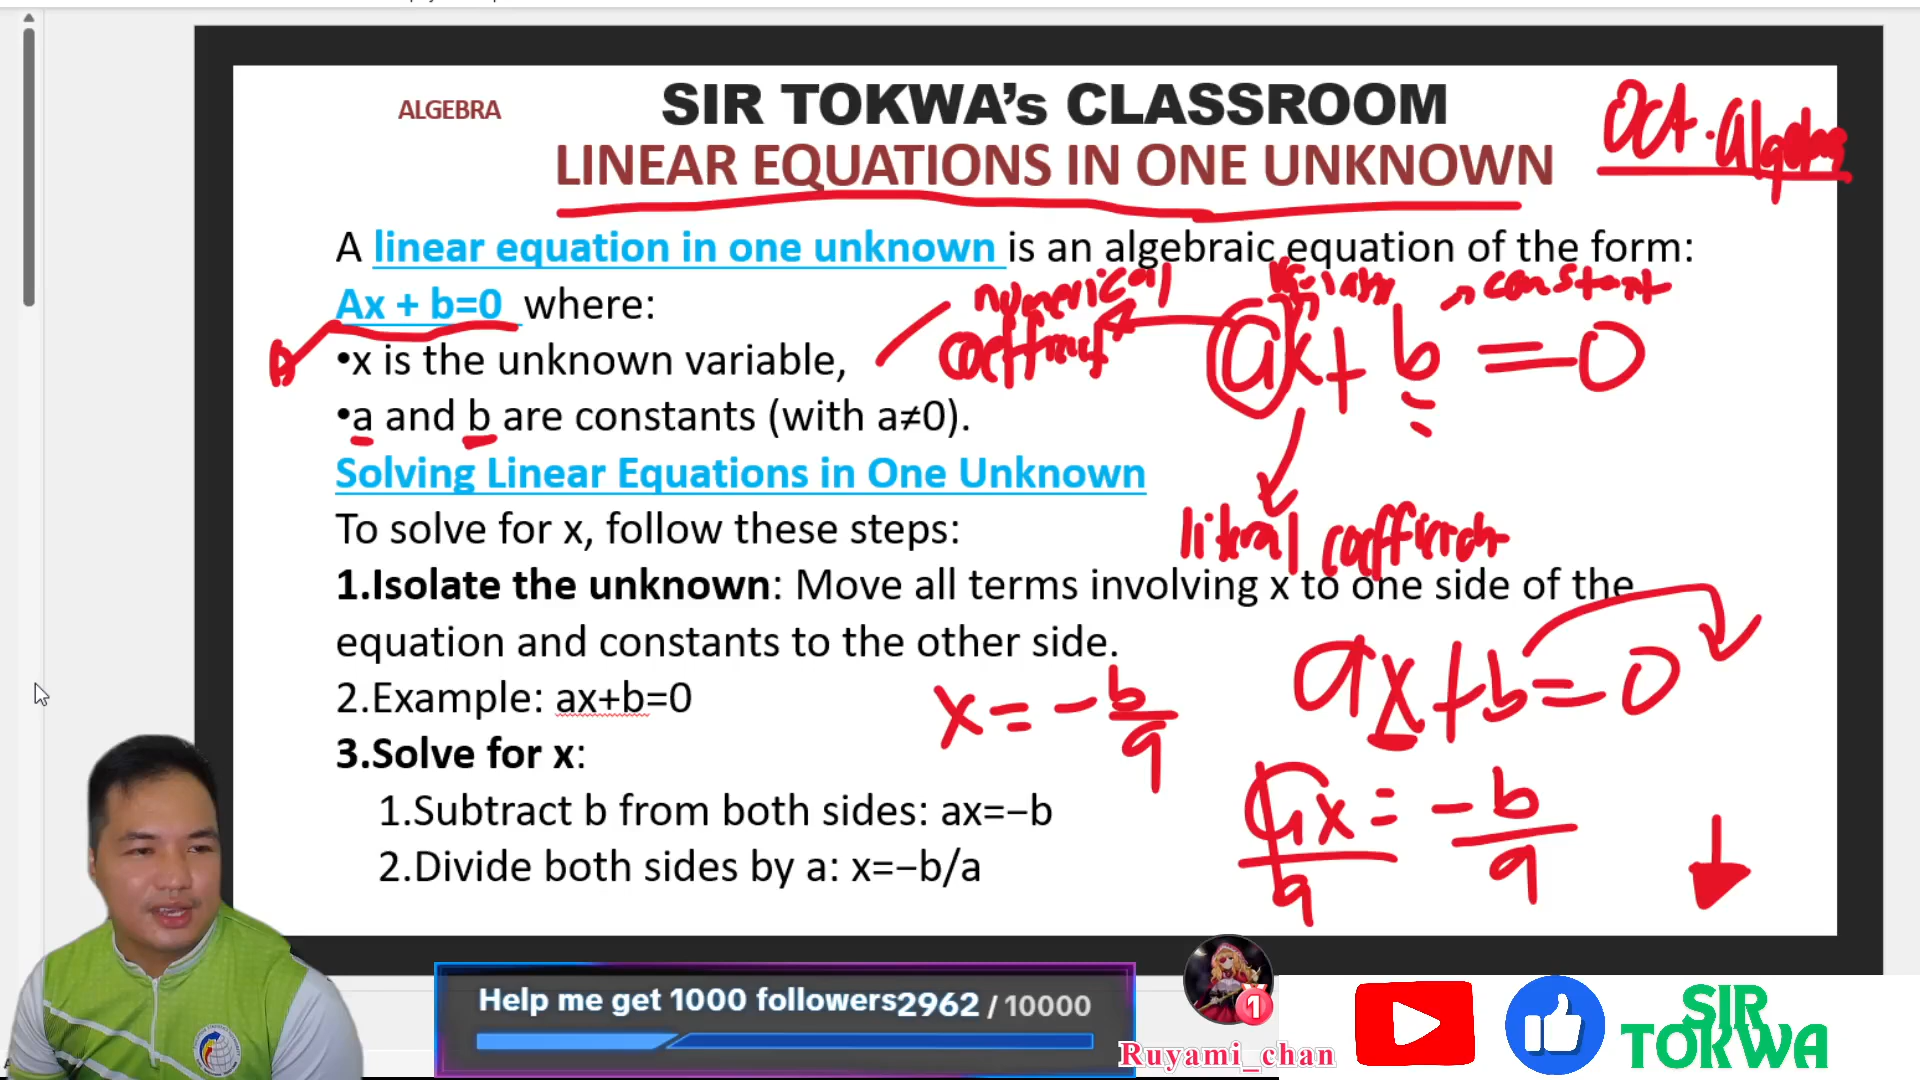 ALGEBRA
SIR TOKWA's CLASSROOM
LINEAR EQUATIONS IN ONE UNKNOWN
Oct. Algebra
A linear equation in one unknown is an algebraic equation of the form:
Ax + b=0 where:
numerical
coefficient
variable
constant
ax + b = 0
•x is the unknown variable,
•a and b are constants (with a≠0).
literal coefficient
Solving Linear Equations in One Unknown
To solve for x, follow these steps:
1.Isolate the unknown: Move all terms involving x to one side of the
equation and constants to the other side.
ax+b=0
2.Example: ax+b=0
x = -b/a
3.Solve for x:
1.Subtract b from both sides: ax=−b
ax/a = -b/a
2.Divide both sides by a: x=−b/a
Help me get 1000 followers2962 / 10000
1
Ruyami_chan
SIR
TOKWA